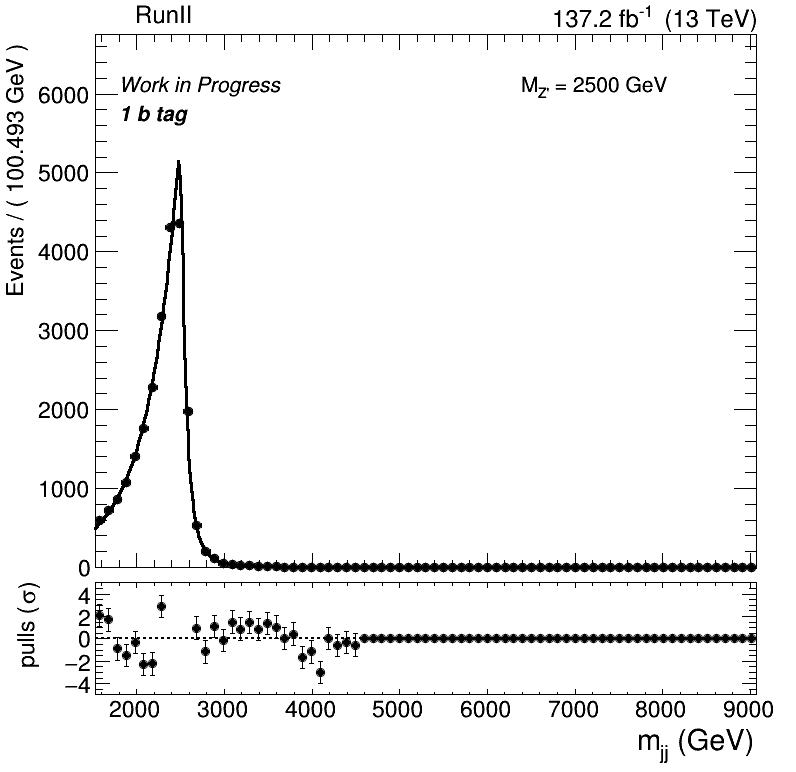 RunII
137.2 fb⁻¹ (13 TeV)
Events / ( 100.493 GeV )
6000
5000
4000
3000
2000
1000
0
Work in Progress
1 b tag
M_Z' = 2500 GeV
pulls (σ)
4
2
0
−2
−4
2000 3000 4000 5000 6000 7000 8000 9000
m_jj (GeV)